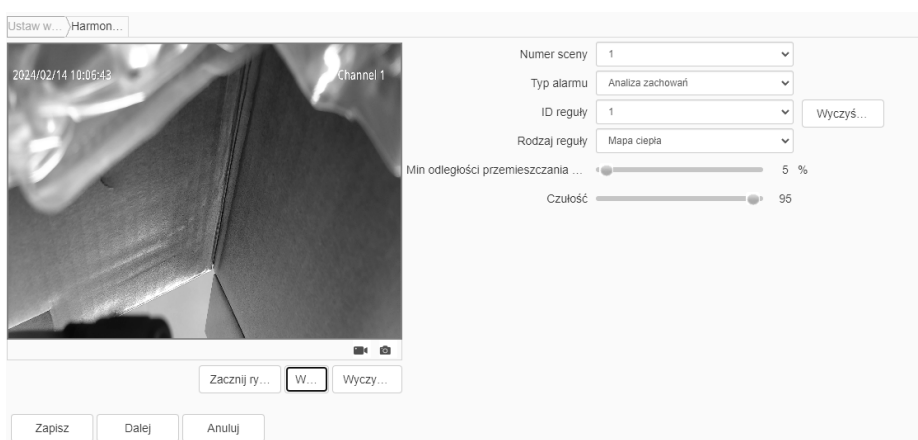 Ustaw w... Harmon...
2024/02/14 10:06:43 Channel 1
Numer sceny 1
Typ alarmu Analiza zachowań
ID reguły 1 Wyczyś...
Rodzaj reguły Mapa ciepła
Min odległości przemieszczania ... 5 %
Czułość 95
Zacznij ry... W... Wyczy...
Zapisz Dalej Anuluj